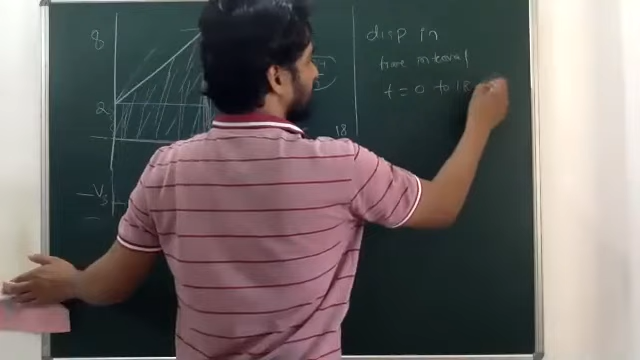 8
disp in
time interval
t = 0 to 18
2
18